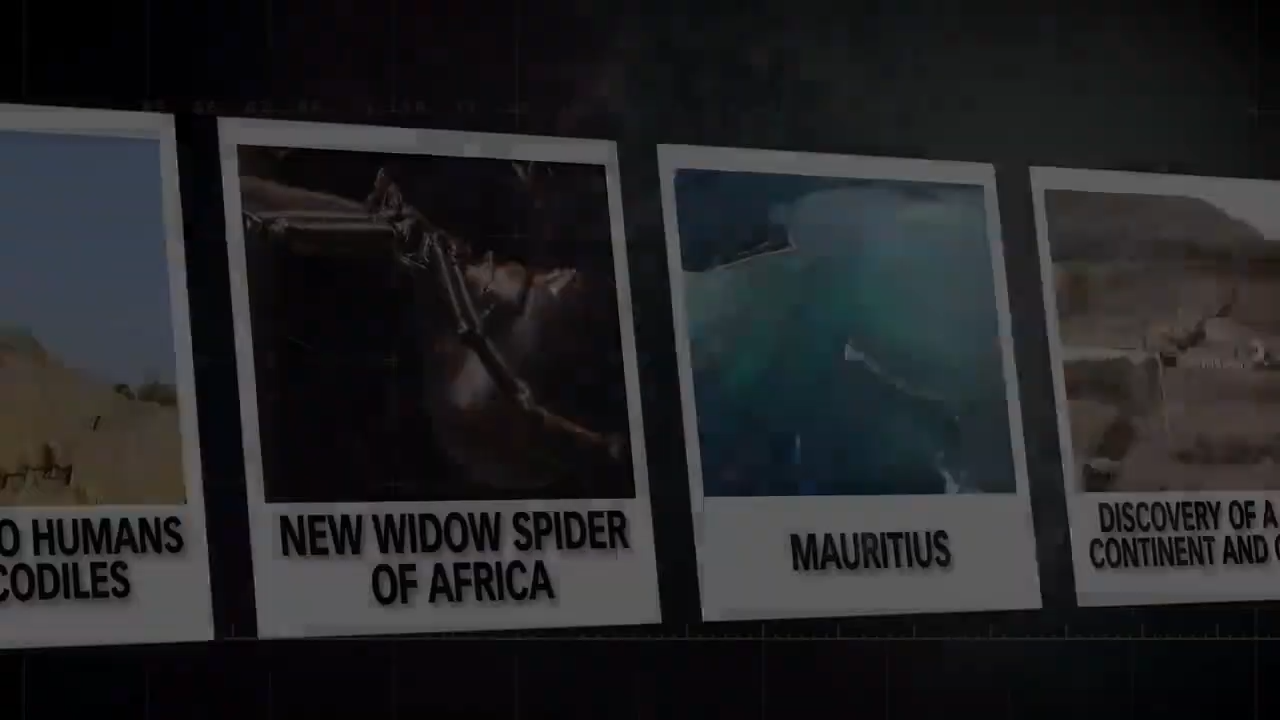 O HUMANS
CODILES
NEW WIDOW SPIDER
OF AFRICA
MAURITIUS
DISCOVERY OF A
CONTINENT AND